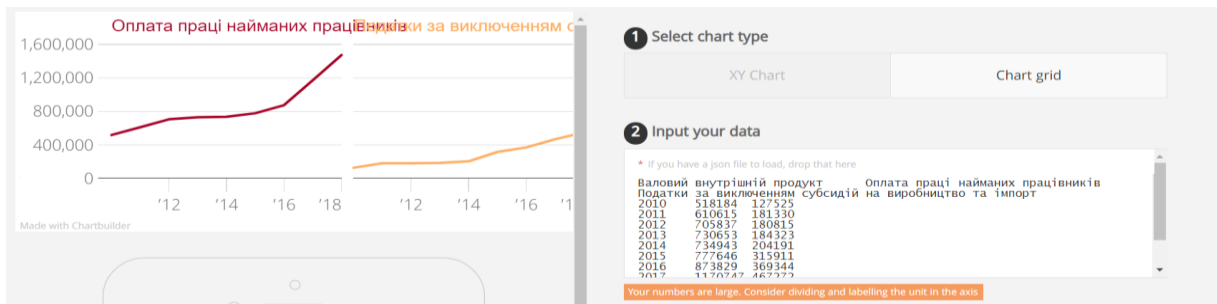 Оплата праці найманих працівників
1,600,000
1,200,000
800,000
400,000
0
'12 '14 '16 '18
'12 '14 '16
Made with Chartbuilder
1 Select chart type
XY Chart Chart grid
2 Input your data
* If you have a json file to load, drop that here
Валовий внутрішній продукт Оплата праці найманих працівників
Податки за виключенням субсидій на виробництво та імпорт
2010 518184 127525
2011 610615 181330
2012 705837 180815
2013 730653 184323
2014 734943 204191
2015 777646 315911
2016 873829 369344
2017 1170747 467272
Your numbers are large. Consider dividing and labelling the unit in the axis